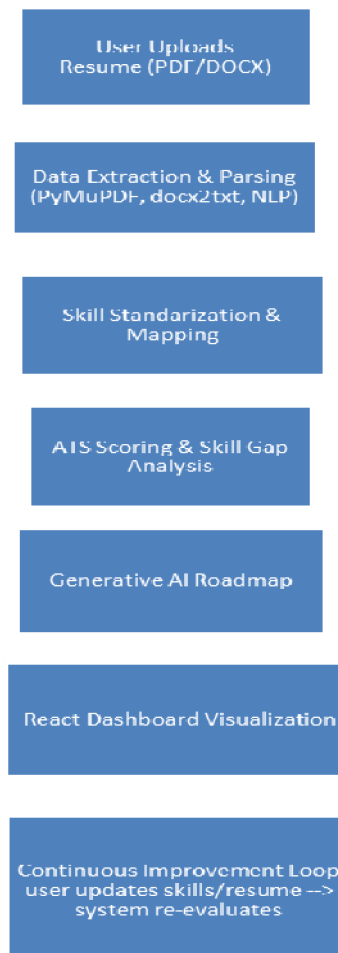 User Uploads
Resume (PDF/DOCX)
Data Extraction & Parsing
(PyMuPDF, docx2txt, NLP)
Skill Standarization &
Mapping
ATS Scoring & Skill Gap
Analysis
Generative AI Roadmap
React Dashboard Visualization
Continuous Improvement Loop
user updates skills/resume -->
system re-evaluates